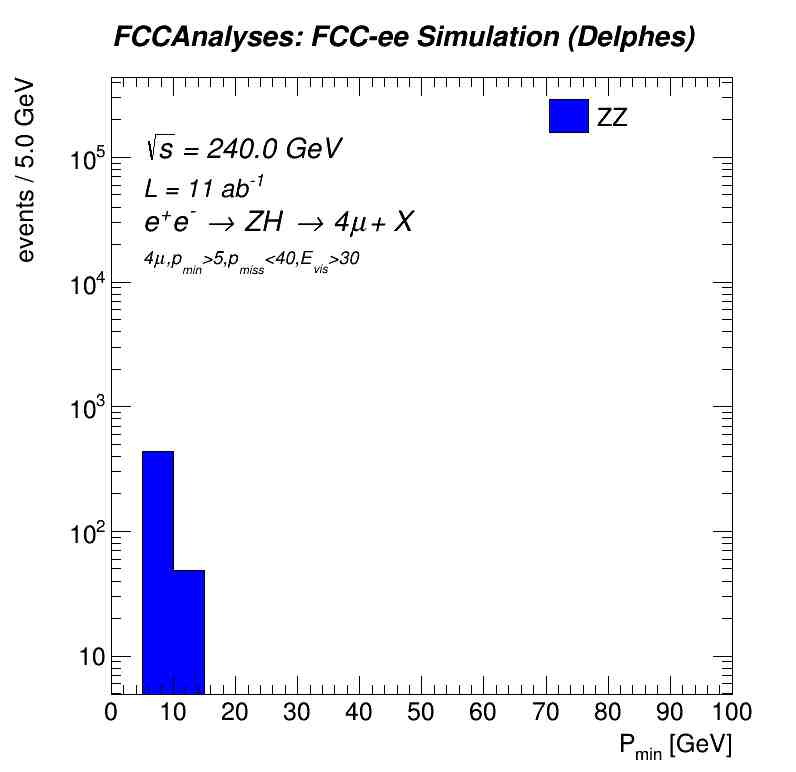 FCCAnalyses: FCC-ee Simulation (Delphes)
events / 5.0 GeV
ZZ
√s = 240.0 GeV
L = 11 ab⁻¹
e⁺e⁻ → ZH → 4μ + X
4μ,p_min>5,p_miss<40,E_vis>30
10⁵
10⁴
10³
10²
10
0 10 20 30 40 50 60 70 80 90 100
P_min [GeV]